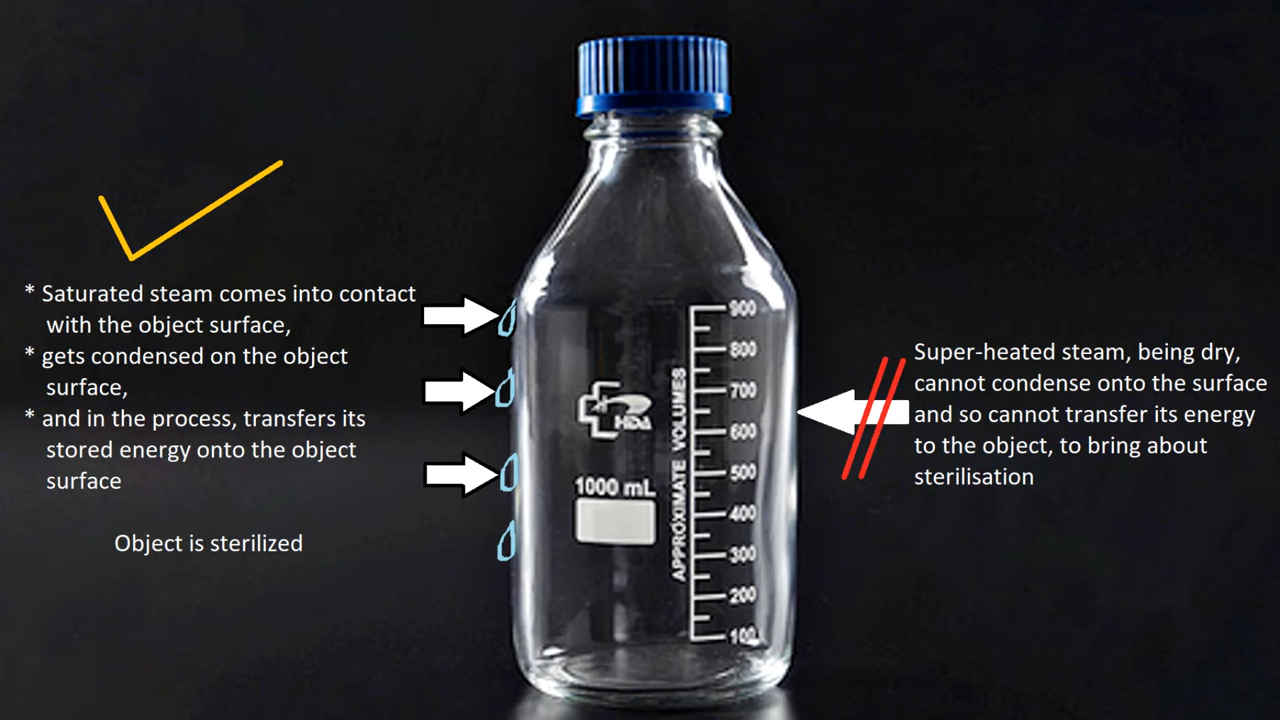 * Saturated steam comes into contact
with the object surface,
* gets condensed on the object
surface,
* and in the process, transfers its
stored energy onto the object
surface
Object is sterilized
HDA
1000 mL
APPROXIMATE VOLUMES
900
800
700
600
500
400
300
200
100
Super-heated steam, being dry,
cannot condense onto the surface
and so cannot transfer its energy
to the object, to bring about
sterilisation